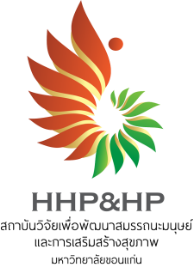 HHP&HP
สถาบันวิจัยเพื่อพัฒนาสมรรถนะมนุษย์
และการเสริมสร้างสุขภาพ
มหาวิทยาลัยขอนแก่น